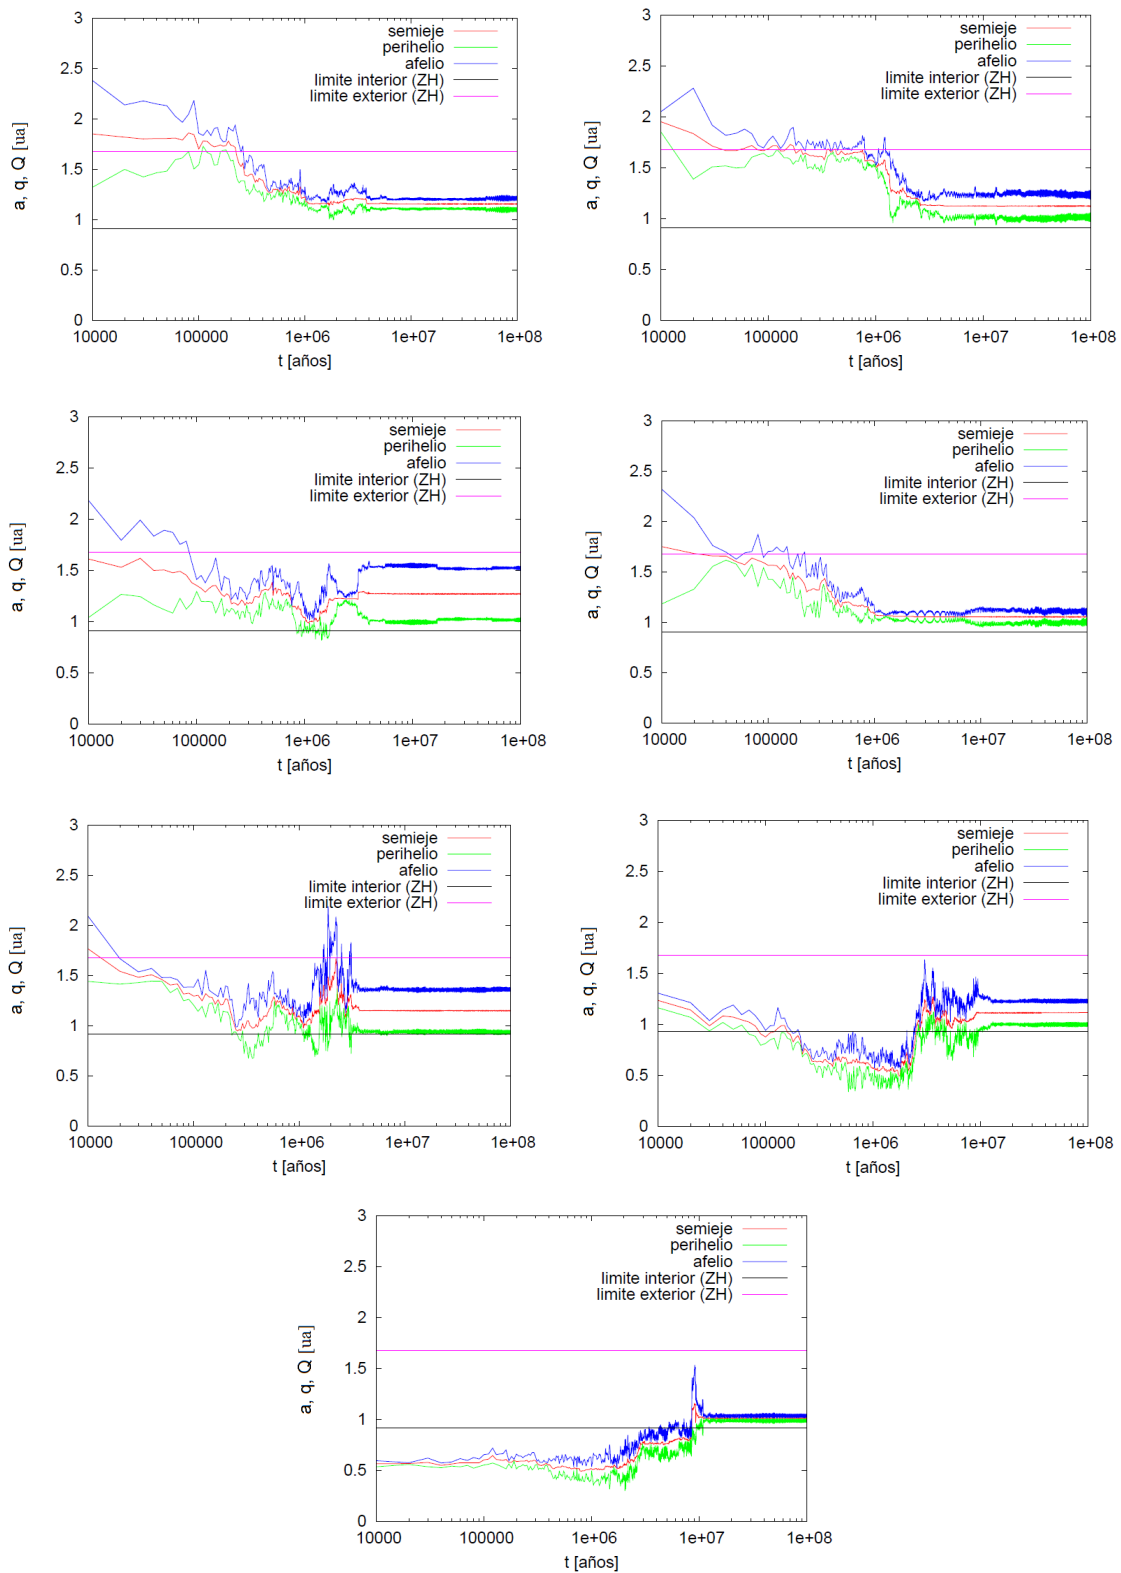 3
2.5
2
1.5
1
0.5
0
a, q, Q [ua]
semieje
perihelio
afelio
limite interior (ZH)
limite exterior (ZH)
10000 100000 1e+06 1e+07 1e+08
t [años]
3
2.5
2
1.5
1
0.5
0
a, q, Q [ua]
semieje
perihelio
afelio
limite interior (ZH)
limite exterior (ZH)
10000 100000 1e+06 1e+07 1e+08
t [años]
3
2.5
2
1.5
1
0.5
0
a, q, Q [ua]
semieje
perihelio
afelio
limite interior (ZH)
limite exterior (ZH)
10000 100000 1e+06 1e+07 1e+08
t [años]
3
2.5
2
1.5
1
0.5
0
a, q, Q [ua]
semieje
perihelio
afelio
limite interior (ZH)
limite exterior (ZH)
10000 100000 1e+06 1e+07 1e+08
t [años]
3
2.5
2
1.5
1
0.5
0
a, q, Q [ua]
semieje
perihelio
afelio
limite interior (ZH)
limite exterior (ZH)
10000 100000 1e+06 1e+07 1e+08
t [años]
3
2.5
2
1.5
1
0.5
0
a, q, Q [ua]
semieje
perihelio
afelio
limite interior (ZH)
limite exterior (ZH)
10000 100000 1e+06 1e+07 1e+08
t [años]
3
2.5
2
1.5
1
0.5
0
a, q, Q [ua]
semieje
perihelio
afelio
limite interior (ZH)
limite exterior (ZH)
10000 100000 1e+06 1e+07 1e+08
t [años]